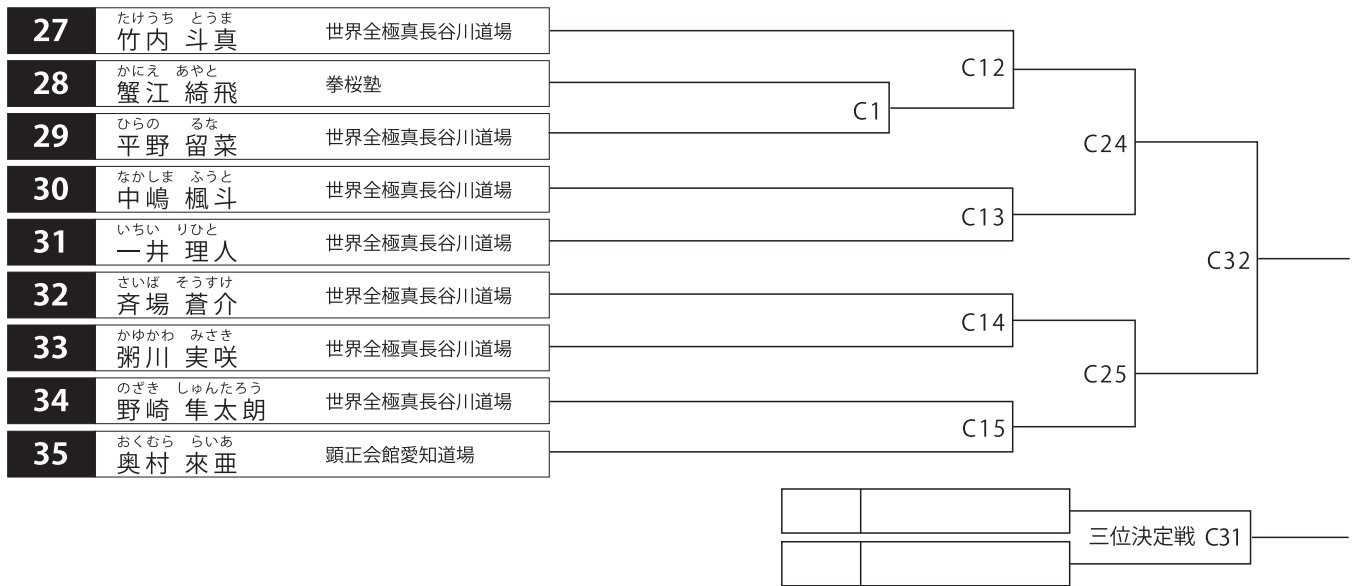 27
たけうち とうま
竹内 斗真
世界全極真長谷川道場
28
かにえ あやと
蟹江 綺飛
拳桜塾
29
ひらの るな
平野 留菜
世界全極真長谷川道場
30
なかしま ふうと
中嶋 楓斗
世界全極真長谷川道場
31
いちい りひと
一井 理人
世界全極真長谷川道場
32
さいば そうすけ
斉場 蒼介
世界全極真長谷川道場
33
かゆかわ みさき
粥川 実咲
世界全極真長谷川道場
34
のざき しゅんたろう
野崎 隼太朗
世界全極真長谷川道場
35
おくむら らいあ
奥村 來亜
顕正会館愛知道場
C1
C12
C13
C14
C15
C24
C25
C32
三位決定戦 C31